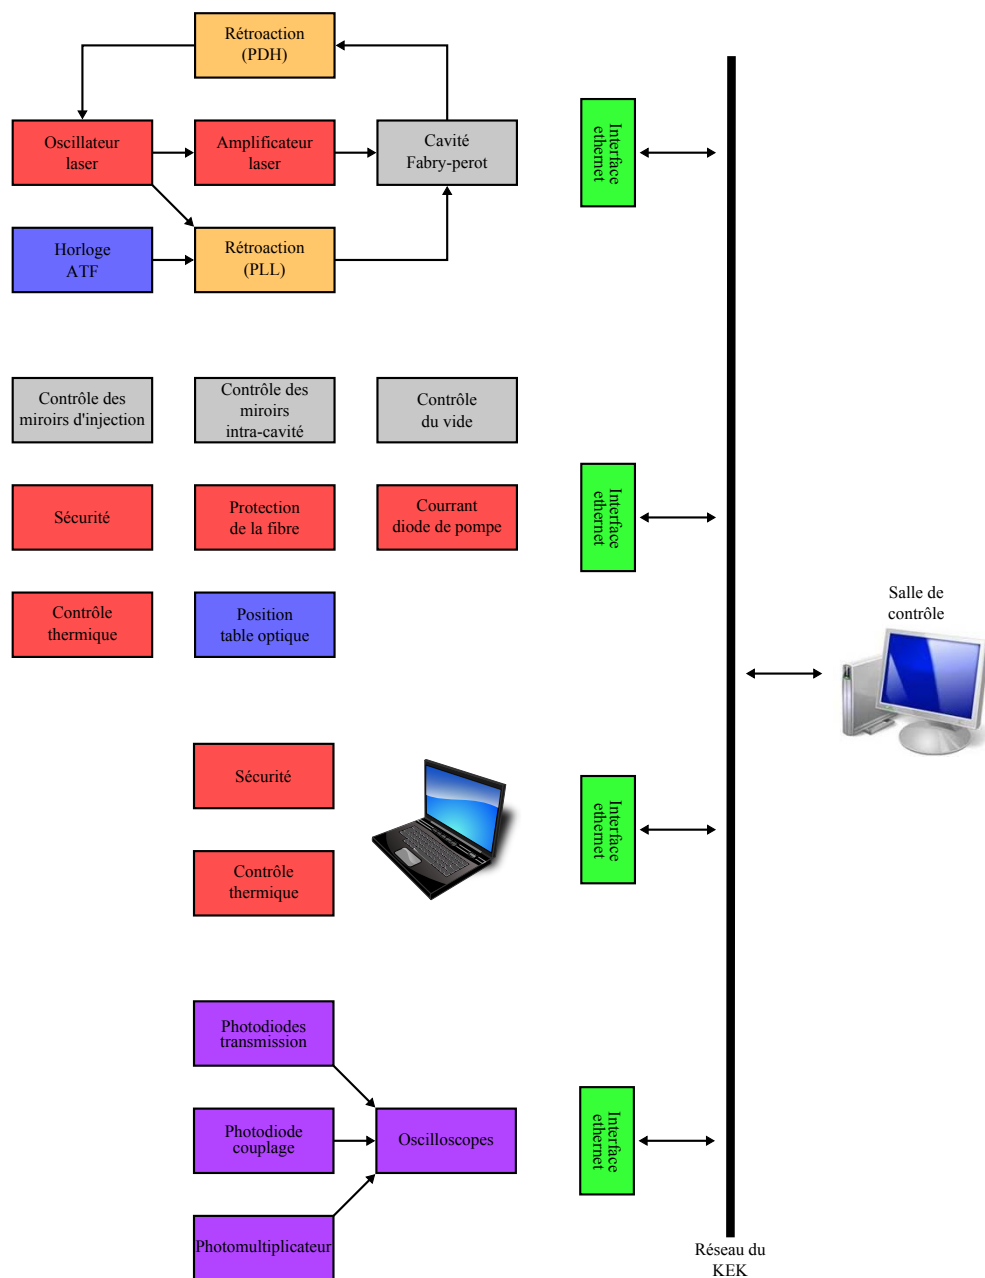 Rétroaction
(PDH)
Oscillateur
laser
Amplificateur
laser
Cavité
Fabry-perot
Interface
ethernet
Horloge
ATF
Rétroaction
(PLL)
Contrôle des
miroirs d'injection
Contrôle des
miroirs
intra-cavité
Contrôle
du vide
Sécurité
Protection
de la fibre
Courrant
diode de pompe
Interface
ethernet
Contrôle
thermique
Position
table optique
Salle de
contrôle
Sécurité
Interface
ethernet
Contrôle
thermique
Photodiodes
transmission
Photodiode
couplage
Oscilloscopes
Interface
ethernet
Photomultiplicateur
Réseau du
KEK